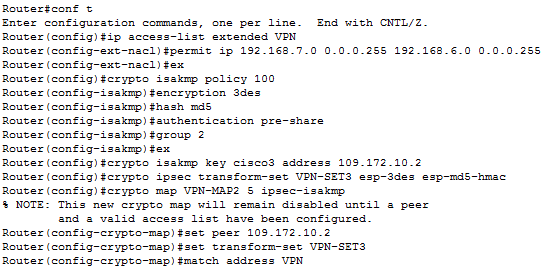 Router#conf t
Enter configuration commands, one per line.  End with CNTL/Z.
Router(config)#ip access-list extended VPN
Router(config-ext-nacl)#permit ip 192.168.7.0 0.0.0.255 192.168.6.0 0.0.0.255
Router(config-ext-nacl)#ex
Router(config)#crypto isakmp policy 100
Router(config-isakmp)#encryption 3des
Router(config-isakmp)#hash md5
Router(config-isakmp)#authentication pre-share
Router(config-isakmp)#group 2
Router(config-isakmp)#ex
Router(config)#crypto isakmp key cisco3 address 109.172.10.2
Router(config)#crypto ipsec transform-set VPN-SET3 esp-3des esp-md5-hmac
Router(config)#crypto map VPN-MAP2 5 ipsec-isakmp
% NOTE: This new crypto map will remain disabled until a peer
        and a valid access list have been configured.
Router(config-crypto-map)#set peer 109.172.10.2
Router(config-crypto-map)#set transform-set VPN-SET3
Router(config-crypto-map)#match address VPN